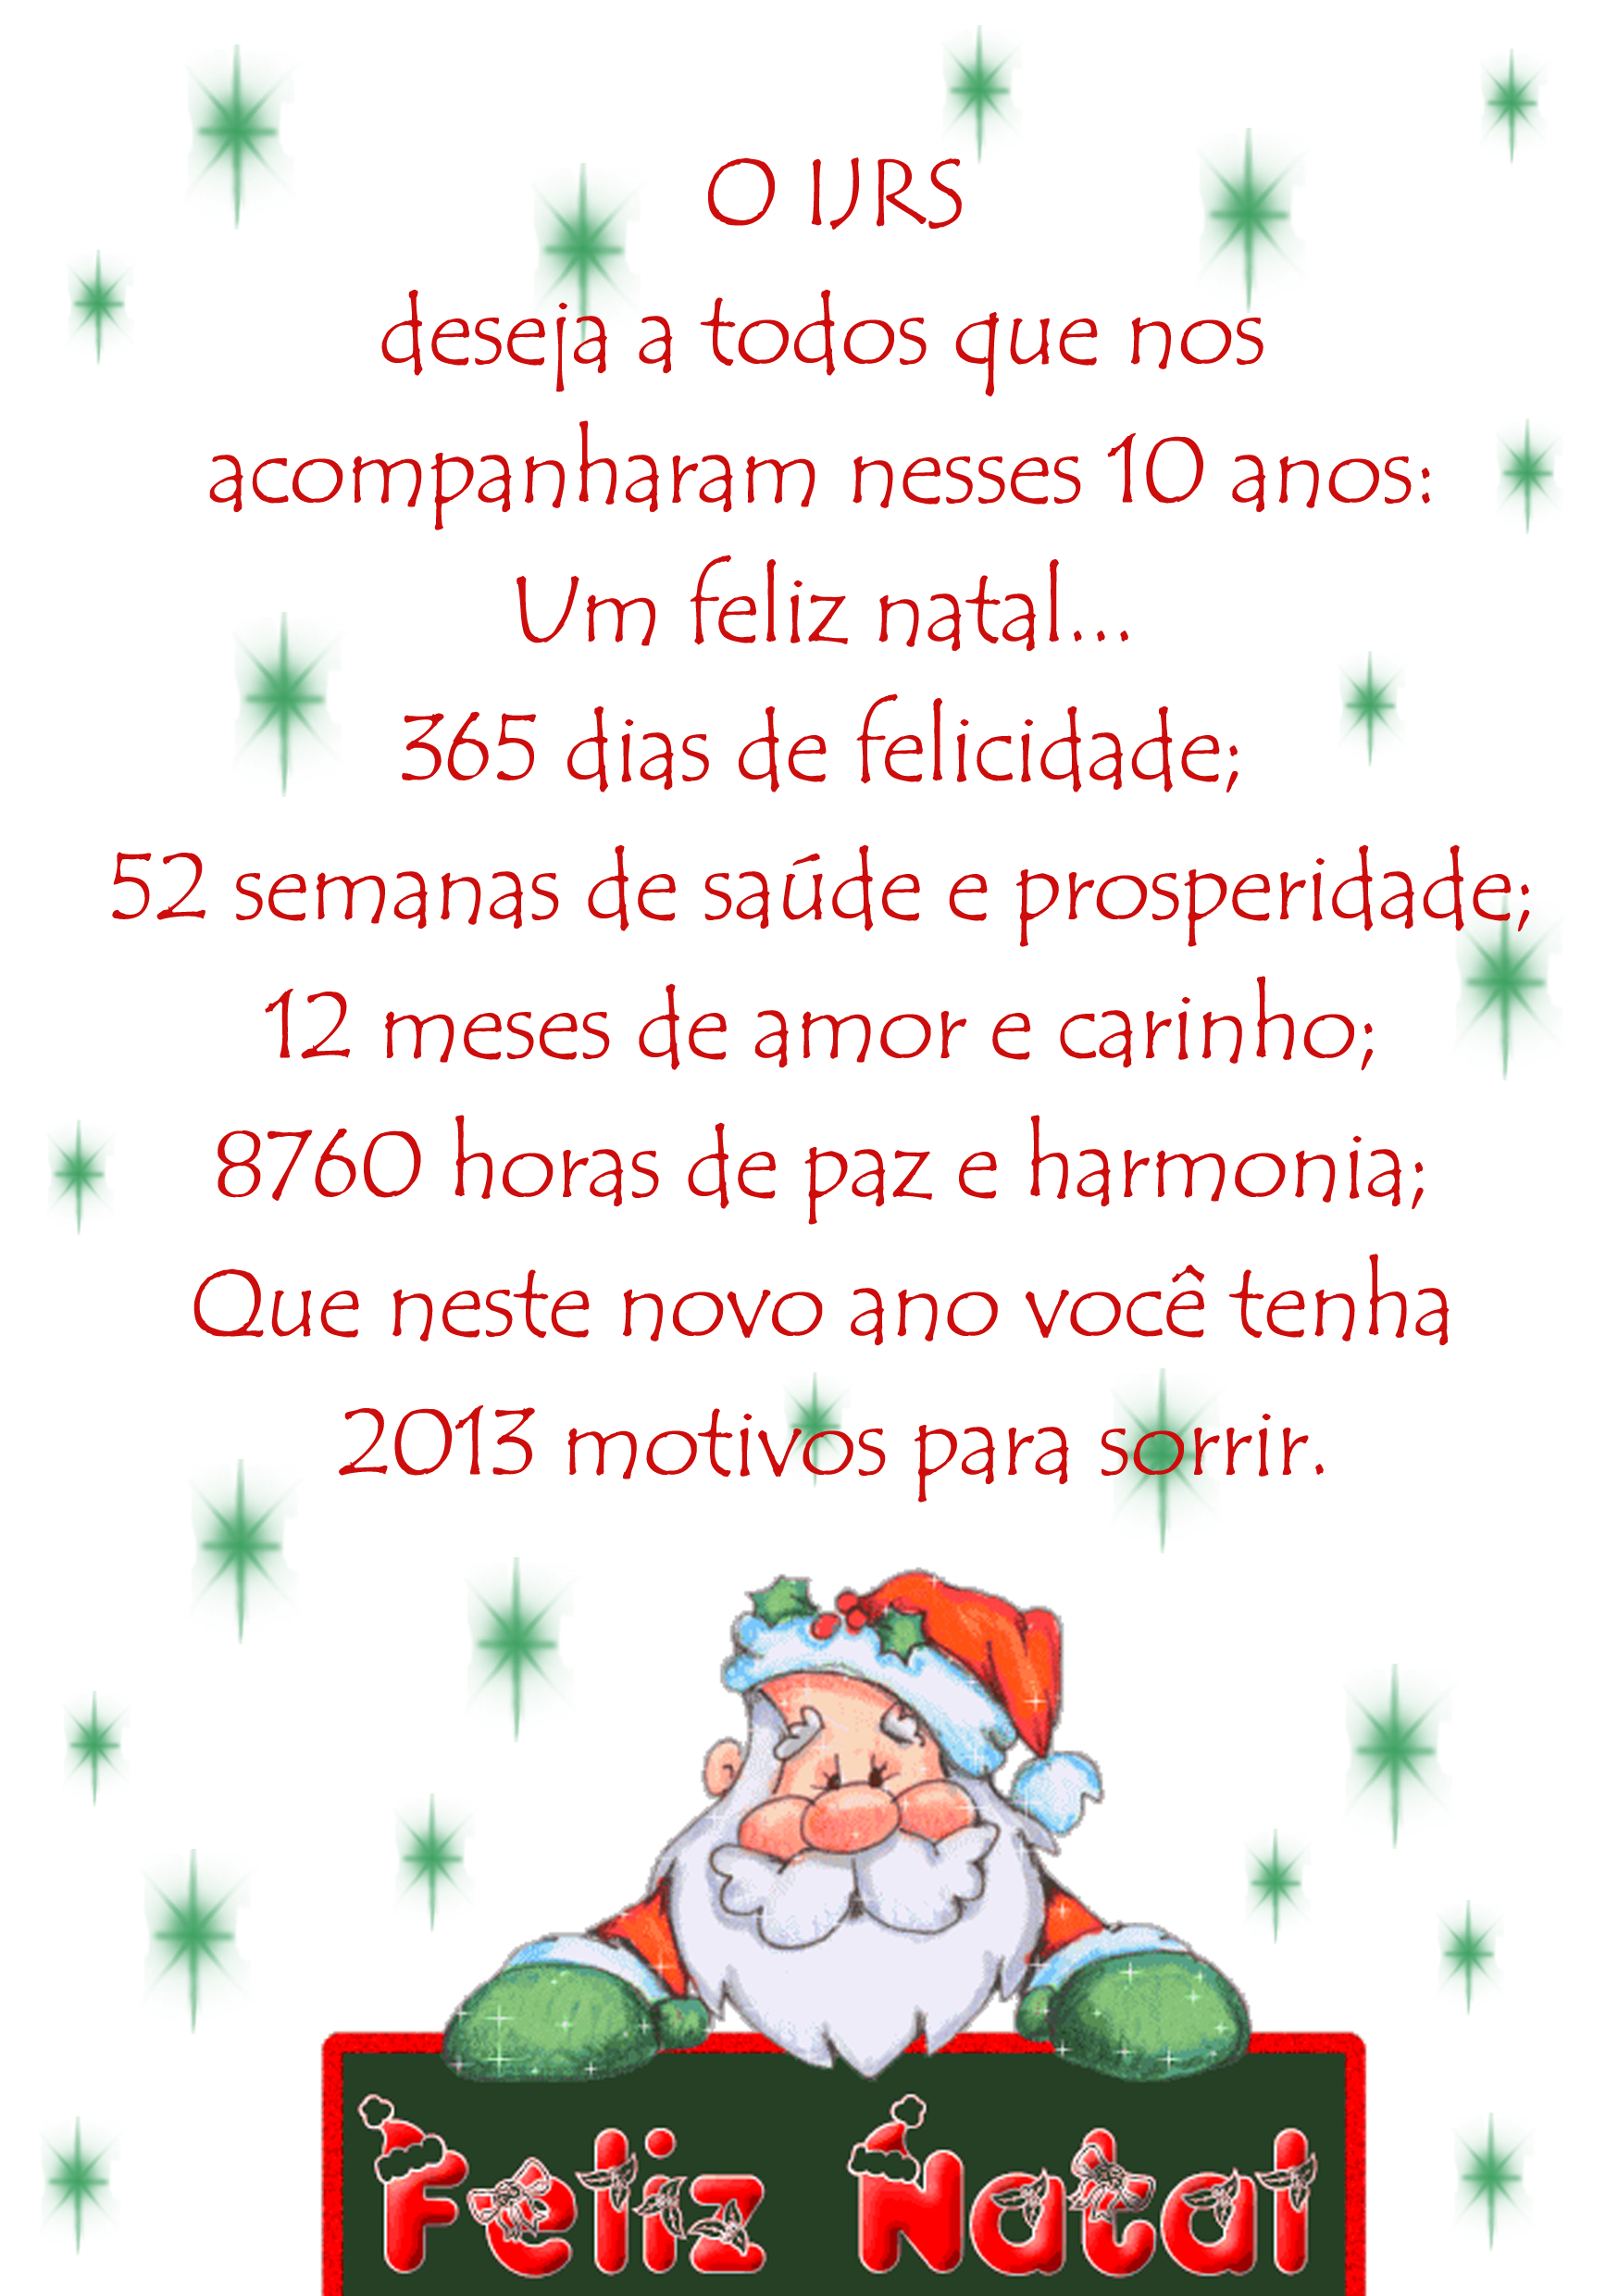 O IJRS
deseja a todos que nos
acompanharam nesses 10 anos:
Um feliz natal...
365 dias de felicidade;
52 semanas de saúde e prosperidade;
12 meses de amor e carinho;
8760 horas de paz e harmonia;
Que neste novo ano você tenha
2013 motivos para sorrir.
Feliz Natal